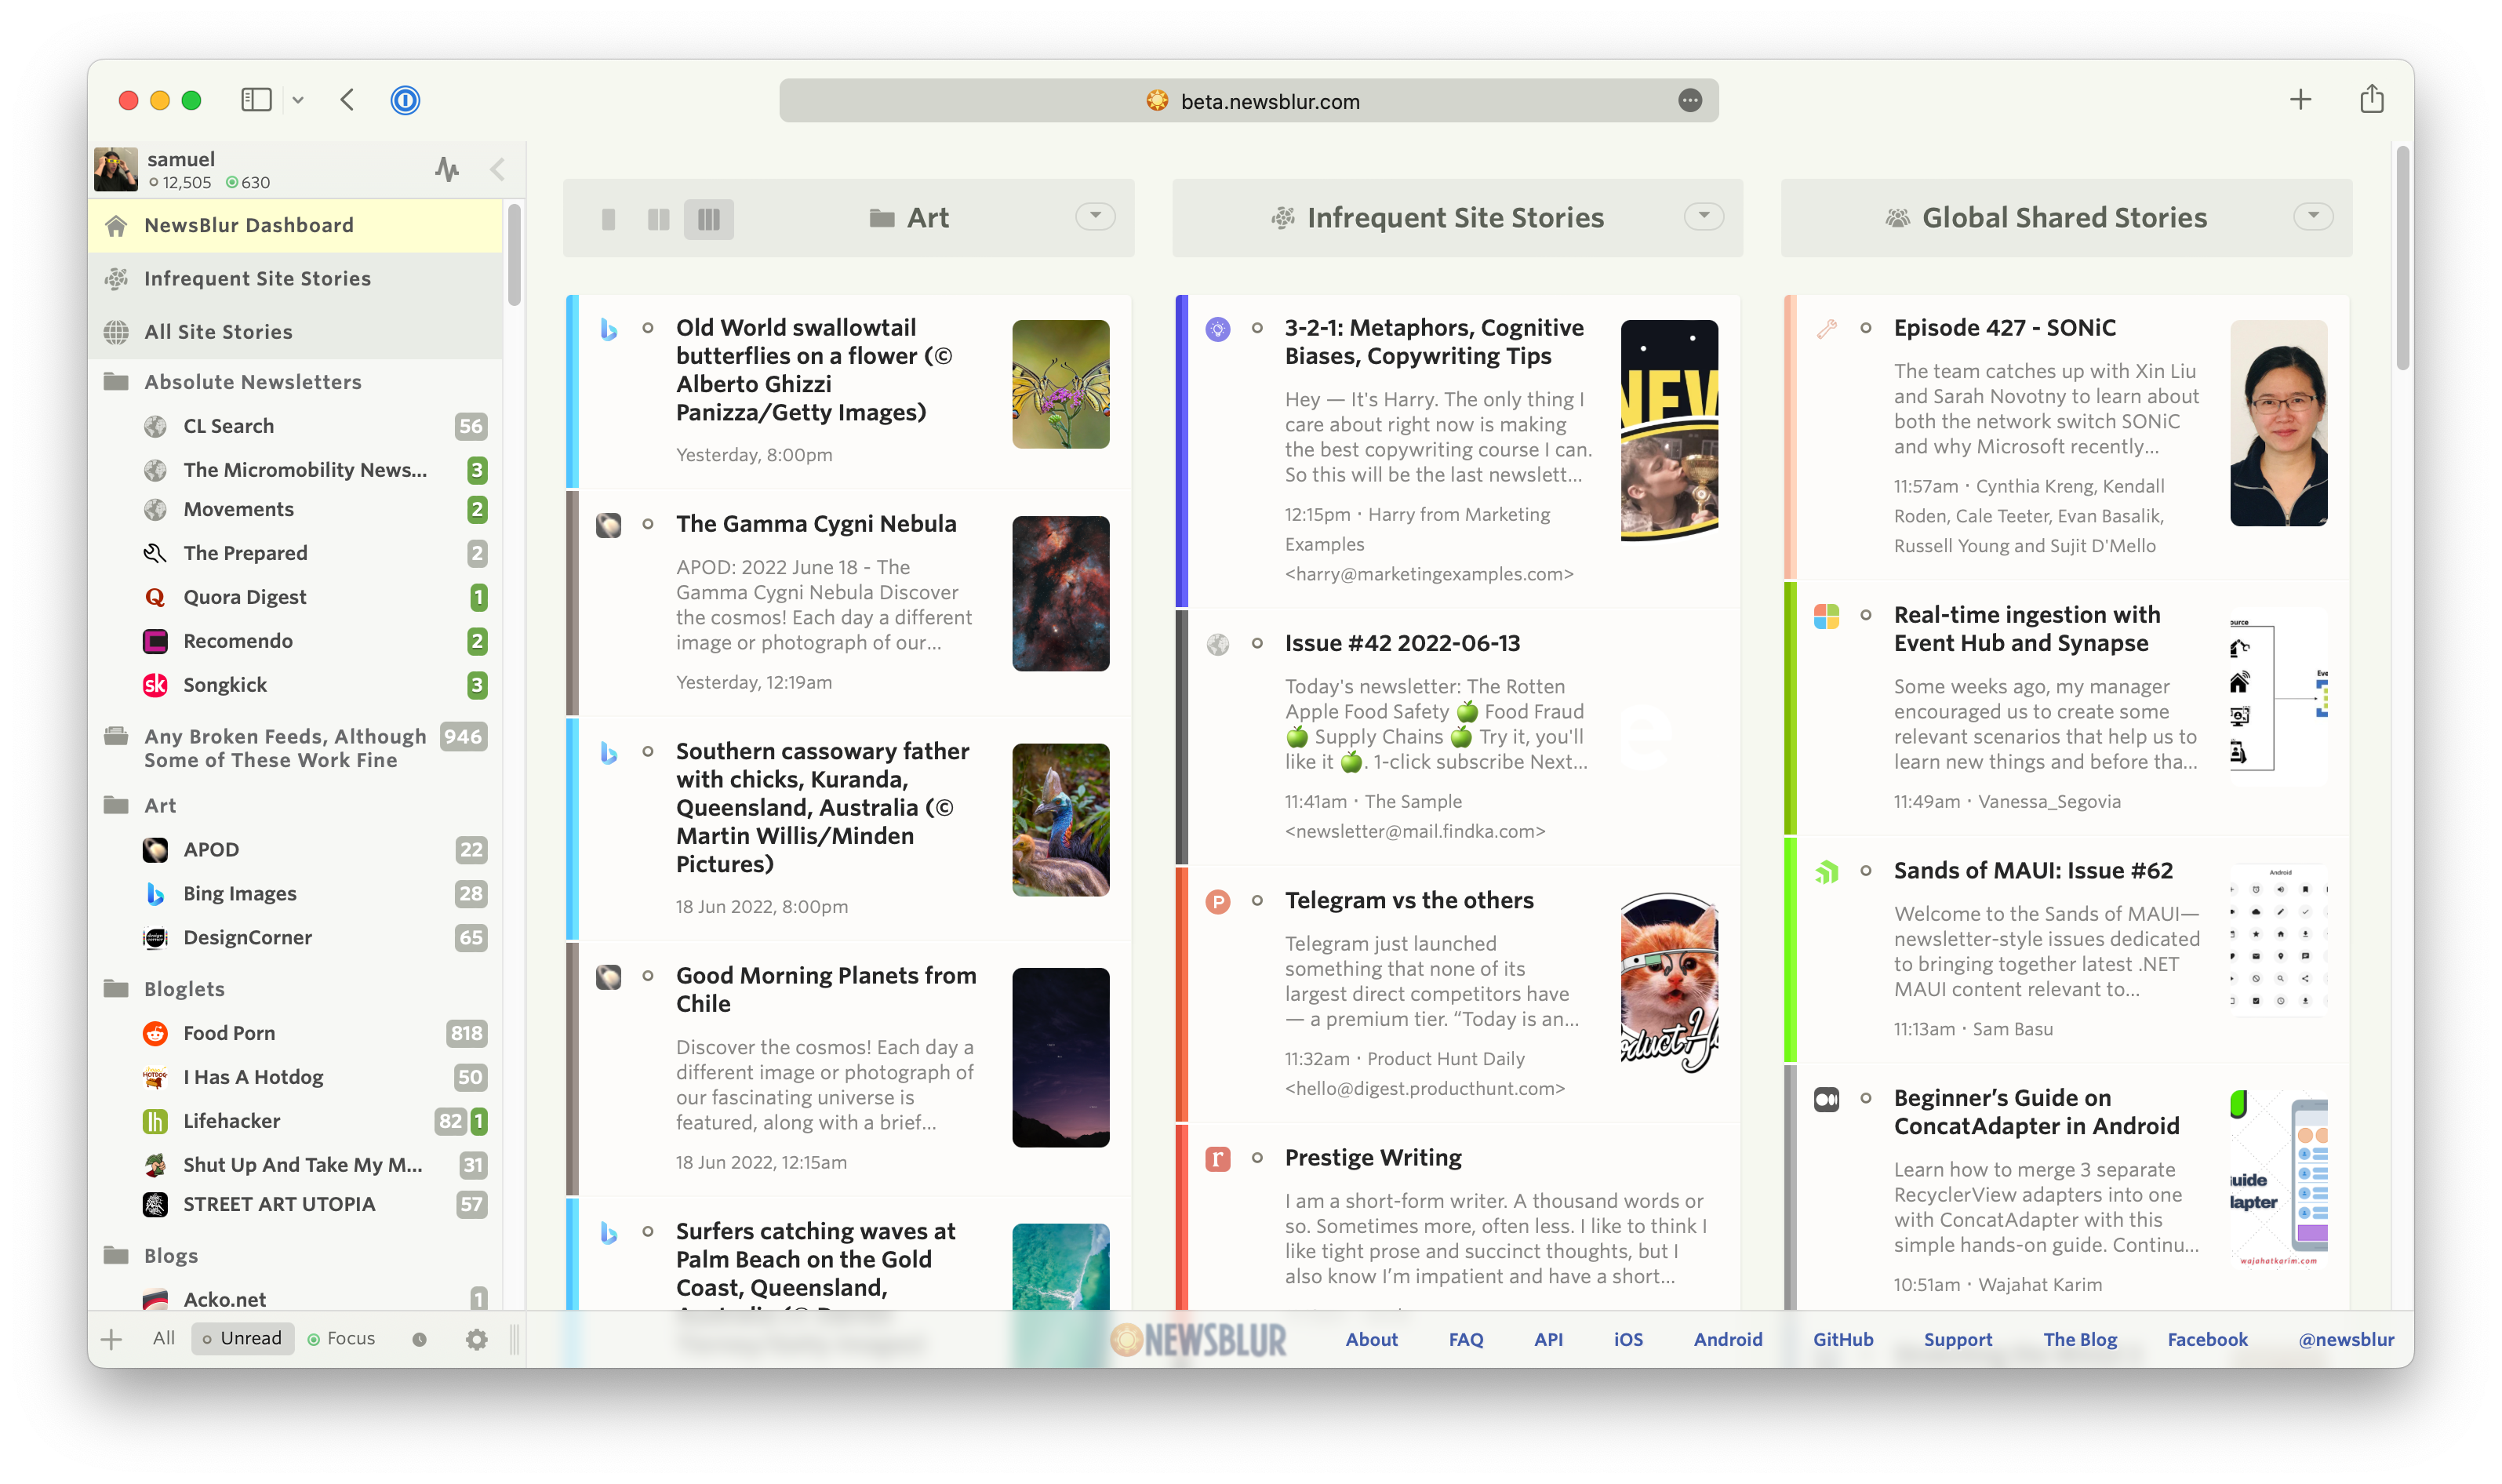 beta.newsblur.com
samuel
12,505 630
NewsBlur Dashboard
Infrequent Site Stories
All Site Stories
Absolute Newsletters
CL Search 56
The Micromobility News... 3
Movements 2
The Prepared 2
Quora Digest 1
Recomendo 2
Songkick 3
Any Broken Feeds, Although 946
Some of These Work Fine
Art
APOD 22
Bing Images 28
DesignCorner 65
Bloglets
Food Porn 818
I Has A Hotdog 50
Lifehacker 82 1
Shut Up And Take My M... 31
STREET ART UTOPIA 57
Blogs
Acko.net 1
All Unread Focus
Art
Old World swallowtail
butterflies on a flower (©
Alberto Ghizzi
Panizza/Getty Images)
Yesterday, 8:00pm
The Gamma Cygni Nebula
APOD: 2022 June 18 - The
Gamma Cygni Nebula Discover
the cosmos! Each day a different
image or photograph of our...
Yesterday, 12:19am
Southern cassowary father
with chicks, Kuranda,
Queensland, Australia (©
Martin Willis/Minden
Pictures)
18 Jun 2022, 8:00pm
Good Morning Planets from
Chile
Discover the cosmos! Each day a
different image or photograph of
our fascinating universe is
featured, along with a brief...
18 Jun 2022, 12:15am
Surfers catching waves at
Palm Beach on the Gold
Coast, Queensland,
Infrequent Site Stories
3-2-1: Metaphors, Cognitive
Biases, Copywriting Tips
Hey — It's Harry. The only thing I
care about right now is making
the best copywriting course I can.
So this will be the last newslett...
12:15pm · Harry from Marketing
Examples
<harry@marketingexamples.com>
NEW
Issue #42 2022-06-13
Today's newsletter: The Rotten
Apple Food Safety 🍏 Food Fraud
🍏 Supply Chains 🍏 Try it, you'll
like it 🍏. 1-click subscribe Next...
11:41am · The Sample
<newsletter@mail.findka.com>
e
Telegram vs the others
Telegram just launched
something that none of its
largest direct competitors have
— a premium tier. “Today is an...
11:32am · Product Hunt Daily
<hello@digest.producthunt.com>
oduct H
Prestige Writing
I am a short-form writer. A thousand words or
so. Sometimes more, often less. I like to think I
like tight prose and succinct thoughts, but I
also know I’m impatient and have a short...
Global Shared Stories
Episode 427 - SONiC
The team catches up with Xin Liu
and Sarah Novotny to learn about
both the network switch SONiC
and why Microsoft recently...
11:57am · Cynthia Kreng, Kendall
Roden, Cale Teeter, Evan Basalik,
Russell Young and Sujit D'Mello
Real-time ingestion with
Event Hub and Synapse
Some weeks ago, my manager
encouraged us to create some
relevant scenarios that help us to
learn new things and before tha...
11:49am · Vanessa_Segovia
ource
Eve
Sands of MAUI: Issue #62
Welcome to the Sands of MAUI—
newsletter-style issues dedicated
to bringing together latest .NET
MAUI content relevant to...
11:13am · Sam Basu
Android
Beginner’s Guide on
ConcatAdapter in Android
Learn how to merge 3 separate
RecyclerView adapters into one
with ConcatAdapter with this
simple hands-on guide. Continu...
10:51am · Wajahat Karim
uide
lapter
wajahatkarim.com
NEWSBLUR About FAQ API iOS Android GitHub Support The Blog Facebook @newsblur